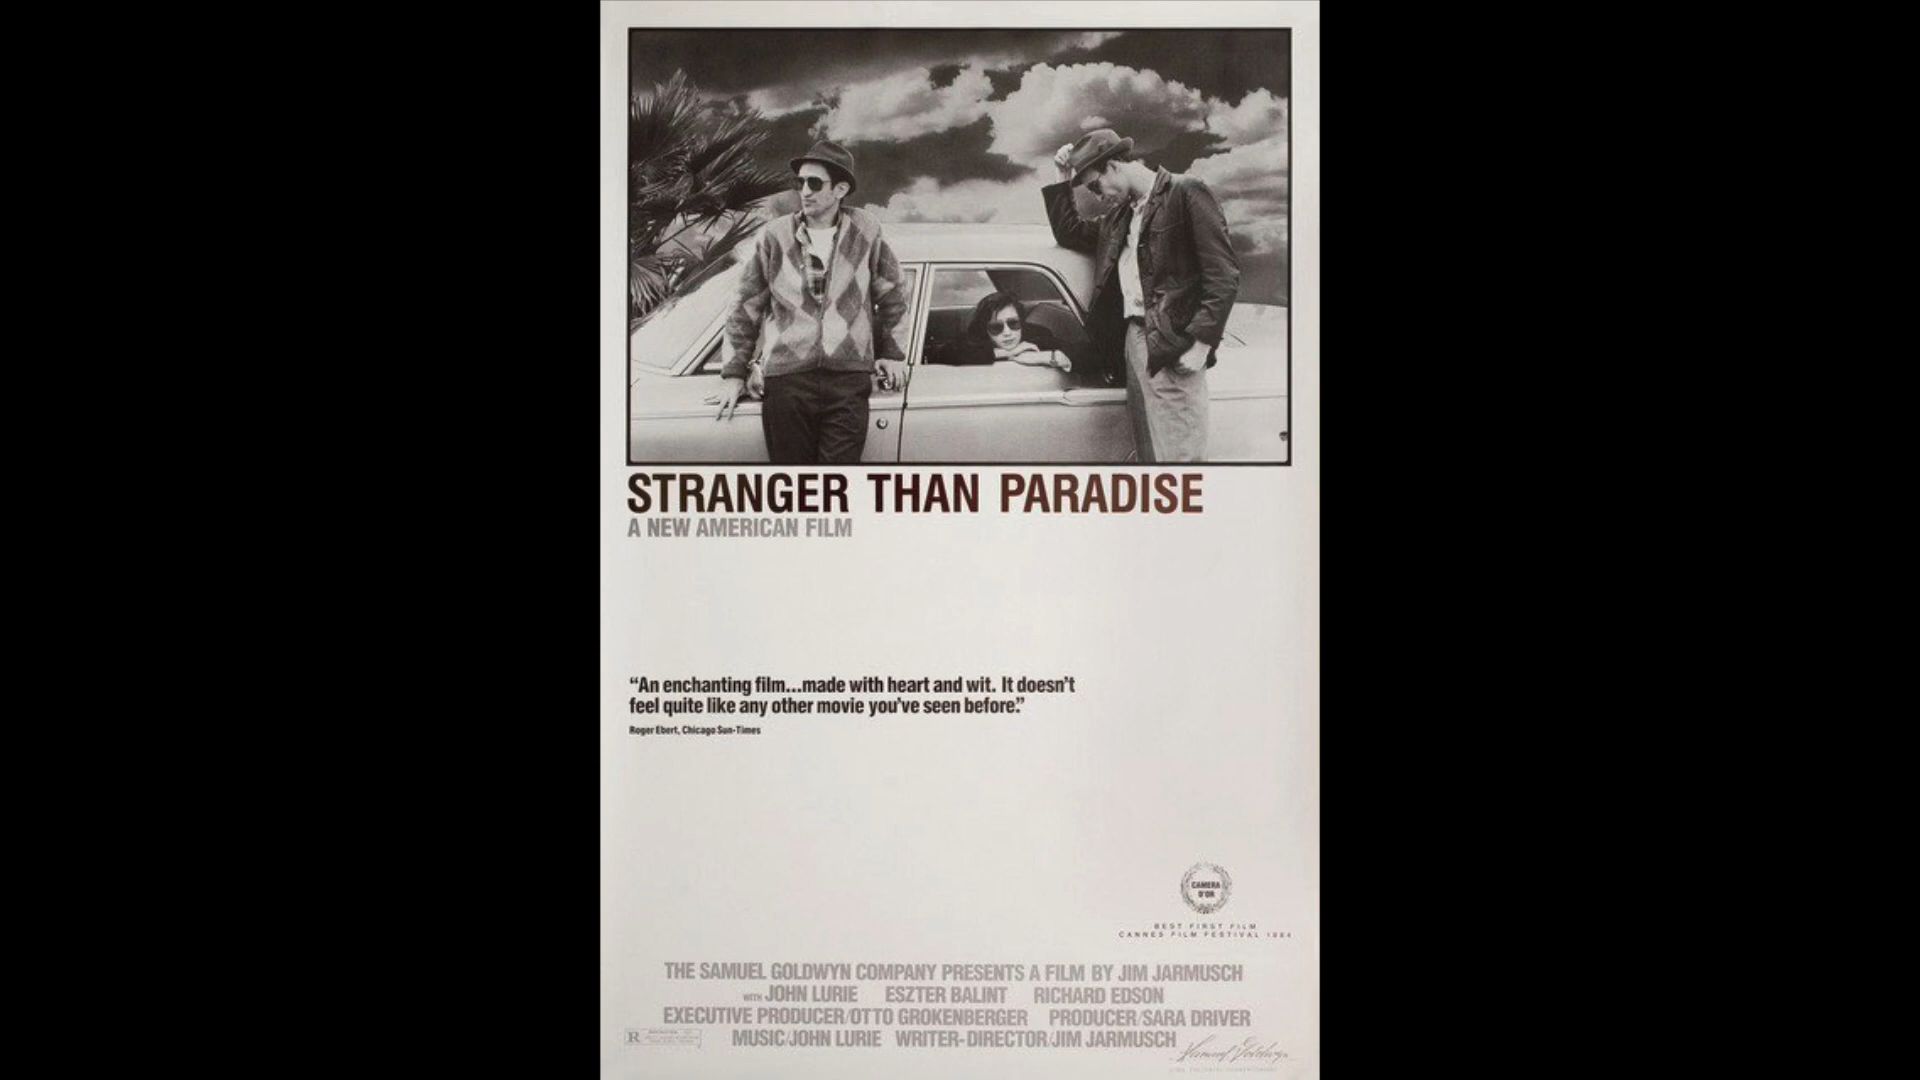 STRANGER THAN PARADISE
A NEW AMERICAN FILM
“An enchanting film...made with heart and wit. It doesn’t
feel quite like any other movie you’ve seen before.”
Roger Ebert, Chicago Sun-Times
CAMERA
D'OR
BEST FIRST FILM
CANNES FILM FESTIVAL 1984
THE SAMUEL GOLDWYN COMPANY PRESENTS A FILM BY JIM JARMUSCH
WITH JOHN LURIE ESZTER BALINT RICHARD EDSON
EXECUTIVE PRODUCER/OTTO GROKENBERGER PRODUCER/SARA DRIVER
MUSIC/JOHN LURIE WRITER-DIRECTOR/JIM JARMUSCH
R
Samuel Goldwyn